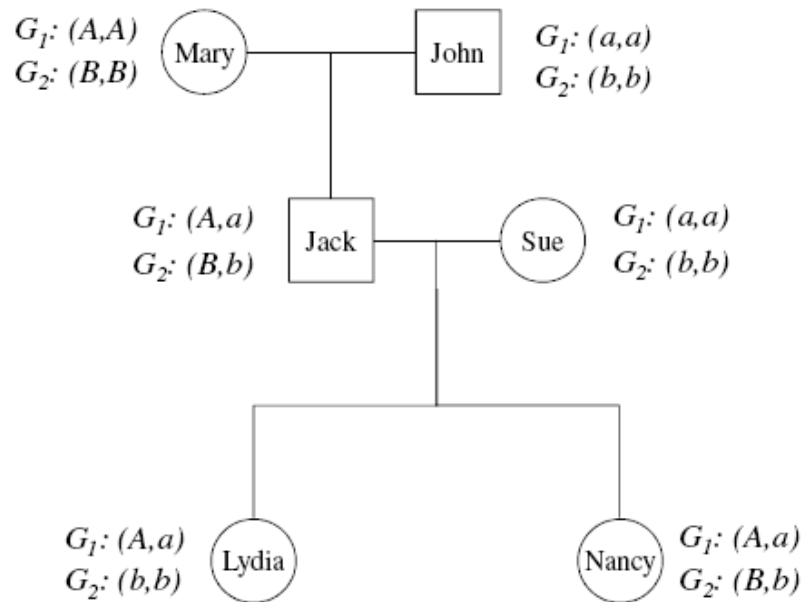 G1: (A,A)
G2: (B,B)
Mary
John
G1: (a,a)
G2: (b,b)
G1: (A,a)
G2: (B,b)
Jack
Sue
G1: (a,a)
G2: (b,b)
G1: (A,a)
G2: (b,b)
Lydia
Nancy
G1: (A,a)
G2: (B,b)